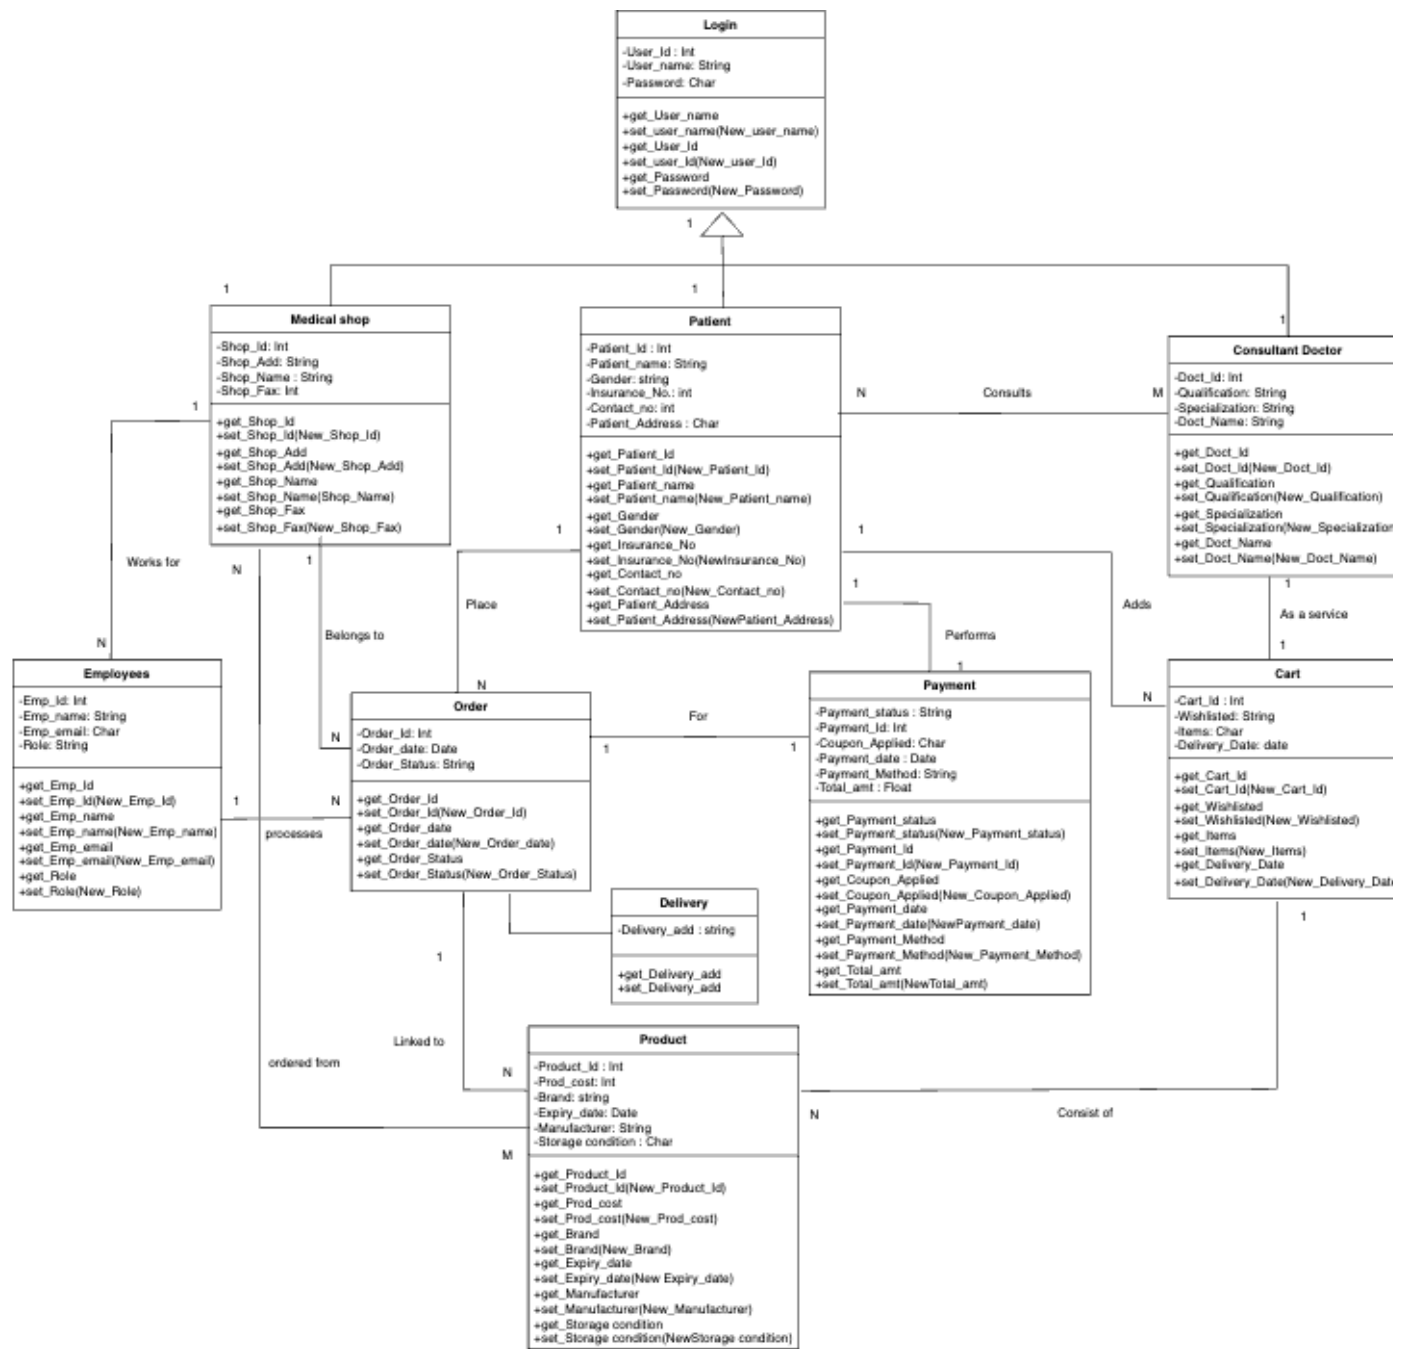 Login
-User_Id : Int
-User_name: String
-Password: Char
+get_User_name
+set_user_name(New_user_name)
+get_User_Id
+set_user_Id(New_user_Id)
+get_Password
+set_Password(New_Password)
1
1
1
1
Medical shop
-Shop_Id: Int
-Shop_Add: String
-Shop_Name : String
-Shop_Fax: Int
+get_Shop_Id
+set_Shop_Id(New_Shop_Id)
+get_Shop_Add
+set_Shop_Add(New_Shop_Add)
+get_Shop_Name
+set_Shop_Name(Shop_Name)
+get_Shop_Fax
+set_Shop_Fax(New_Shop_Fax)
Patient
-Patient_Id : Int
-Patient_name: String
-Gender: string
-Insurance_No.: int
-Contact_no: int
-Patient_Address : Char
+get_Patient_Id
+set_Patient_Id(New_Patient_Id)
+get_Patient_name
+set_Patient_name(New_Patient_name)
+get_Gender
+set_Gender(New_Gender)
+get_Insurance_No
+set_Insurance_No(NewInsurance_No)
+get_Contact_no
+set_Contact_no(New_Contact_no)
+get_Patient_Address
+set_Patient_Address(NewPatient_Address)
N
Consults
M
Consultant Doctor
-Doct_Id: Int
-Qualification: String
-Specialization: String
-Doct_Name: String
+get_Doct_Id
+set_Doct_Id(New_Doct_Id)
+get_Qualification
+set_Qualification(New_Qualification)
+get_Specialization
+set_Specialization(New_Specialization
+get_Doct_Name
+set_Doct_Name(New_Doct_Name)
1
Works for
N
N
1
Belongs to
N
1
Place
N
1
Adds
N
1
Performs
1
1
As a service
1
Employees
-Emp_Id: Int
-Emp_name: String
-Emp_email: Char
-Role: String
+get_Emp_Id
+set_Emp_Id(New_Emp_Id)
+get_Emp_name
+set_Emp_name(New_Emp_name)
+get_Emp_email
+set_Emp_email(New_Emp_email)
+get_Role
+set_Role(New_Role)
1
N
processes
Order
-Order_Id: Int
-Order_date: Date
-Order_Status: String
+get_Order_Id
+set_Order_Id(New_Order_Id)
+get_Order_date
+set_Order_date(New_Order_date)
+get_Order_Status
+set_Order_Status(New_Order_Status)
For
1
1
Payment
-Payment_status : String
-Payment_Id: Int
-Coupon_Applied: Char
-Payment_date : Date
-Payment_Method: String
-Total_amt : Float
+get_Payment_status
+set_Payment_status(New_Payment_status)
+get_Payment_Id
+set_Payment_Id(New_Payment_Id)
+get_Coupon_Applied
+set_Coupon_Applied(New_Coupon_Applied)
+get_Payment_date
+set_Payment_date(NewPayment_date)
+get_Payment_Method
+set_Payment_Method(New_Payment_Method)
+get_Total_amt
+set_Total_amt(NewTotal_amt)
Cart
-Cart_Id : Int
-Wishlisted: String
-Items: Char
-Delivery_Date: date
+get_Cart_Id
+set_Cart_Id(New_Cart_Id)
+get_Wishlisted
+set_Wishlisted(New_Wishlisted)
+get_Items
+set_Items(New_Items)
+get_Delivery_Date
+set_Delivery_Date(New_Delivery_Date
1
Delivery
-Delivery_add : string
+get_Delivery_add
+set_Delivery_add
1
Linked to
N
ordered from
M
N
Consist of
Product
-Product_Id : Int
-Prod_cost: Int
-Brand: string
-Expiry_date: Date
-Manufacturer: String
-Storage condition : Char
+get_Product_Id
+set_Product_Id(New_Product_Id)
+get_Prod_cost
+set_Prod_cost(New_Prod_cost)
+get_Brand
+set_Brand(New_Brand)
+get_Expiry_date
+set_Expiry_date(New Expiry_date)
+get_Manufacturer
+set_Manufacturer(New_Manufacturer)
+get_Storage condition
+set_Storage condition(NewStorage condition)